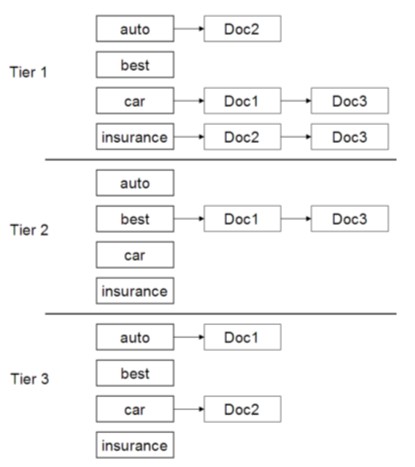 auto Doc2
best
Tier 1
car Doc1 Doc3
insurance Doc2 Doc3
auto
best Doc1 Doc3
Tier 2
car
insurance
auto Doc1
best
Tier 3
car Doc2
insurance